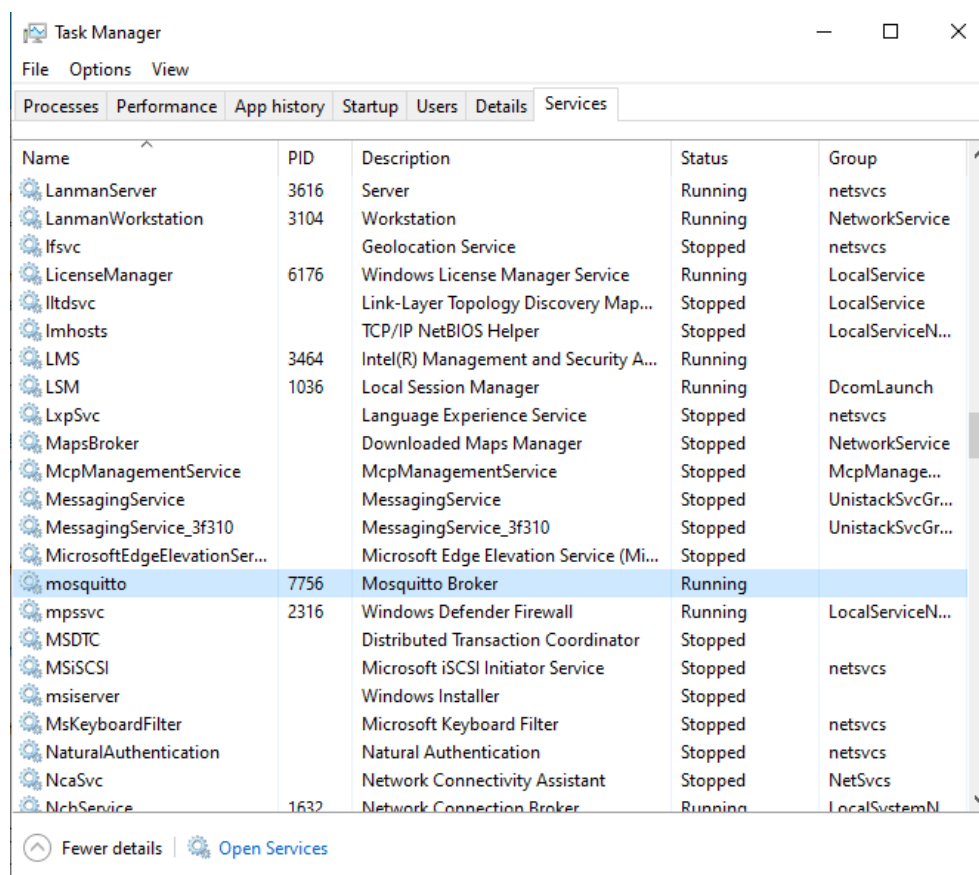 Task Manager
File Options View
Processes Performance App history Startup Users Details Services
Name PID Description Status Group
LanmanServer 3616 Server Running netsvcs
LanmanWorkstation 3104 Workstation Running NetworkService
lfsvc Geolocation Service Stopped netsvcs
LicenseManager 6176 Windows License Manager Service Running LocalService
lltdsvc Link-Layer Topology Discovery Map... Stopped LocalService
lmhosts TCP/IP NetBIOS Helper Stopped LocalServiceN...
LMS 3464 Intel(R) Management and Security A... Running
LSM 1036 Local Session Manager Running DcomLaunch
LxpSvc Language Experience Service Stopped netsvcs
MapsBroker Downloaded Maps Manager Stopped NetworkService
McpManagementService McpManagementService Stopped McpManage...
MessagingService MessagingService Stopped UnistackSvcGr...
MessagingService_3f310 MessagingService_3f310 Stopped UnistackSvcGr...
MicrosoftEdgeElevationSer... Microsoft Edge Elevation Service (Mi... Stopped
mosquitto 7756 Mosquitto Broker Running
mpssvc 2316 Windows Defender Firewall Running LocalServiceN...
MSDTC Distributed Transaction Coordinator Stopped
MSiSCSI Microsoft iSCSI Initiator Service Stopped netsvcs
msiserver Windows Installer Stopped
MsKeyboardFilter Microsoft Keyboard Filter Stopped netsvcs
NaturalAuthentication Natural Authentication Stopped netsvcs
NcaSvc Network Connectivity Assistant Stopped NetSvcs
NcbService 1632 Network Connection Broker Running LocalSystemN
Fewer details Open Services